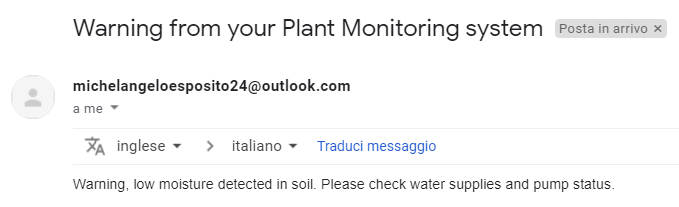 Warning from your Plant Monitoring system Posta in arrivo ×
michelangeloesposito24@outlook.com
a me
inglese > italiano Traduci messaggio
Warning, low moisture detected in soil. Please check water supplies and pump status.